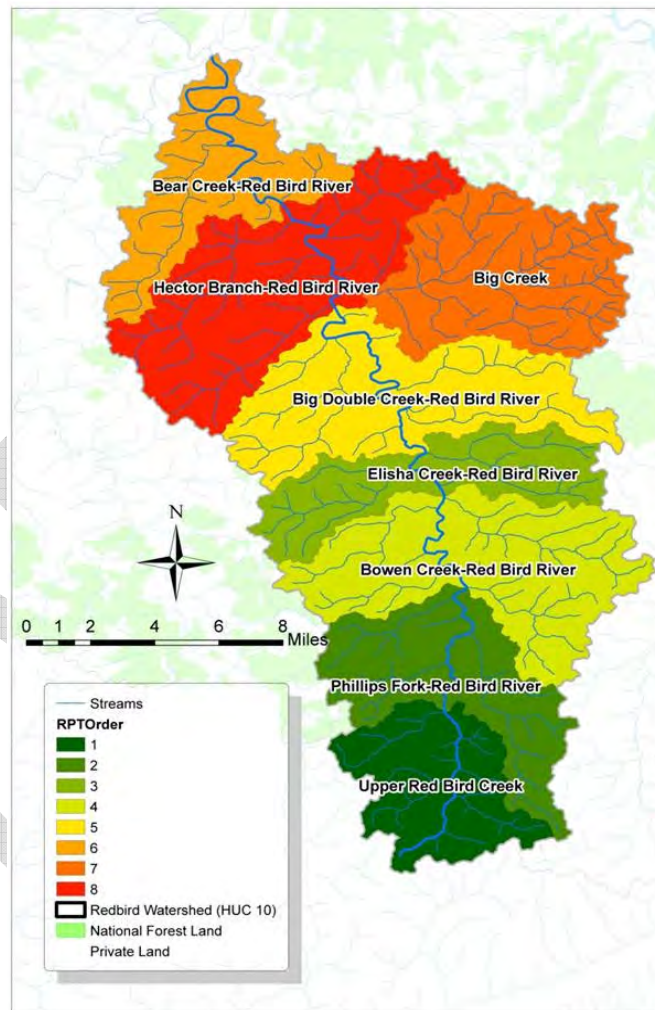 Bear Creek-Red Bird River
Big Creek
Hector Branch-Red Bird River
Big Double Creek-Red Bird River
Elisha Creek-Red Bird River
N
Bowen Creek-Red Bird River
0 1 2 4 6 8
Miles
Phillips Fork-Red Bird River
Upper Red Bird Creek
Streams
RPTOrder
1
2
3
4
5
6
7
8
Redbird Watershed (HUC 10)
National Forest Land
Private Land